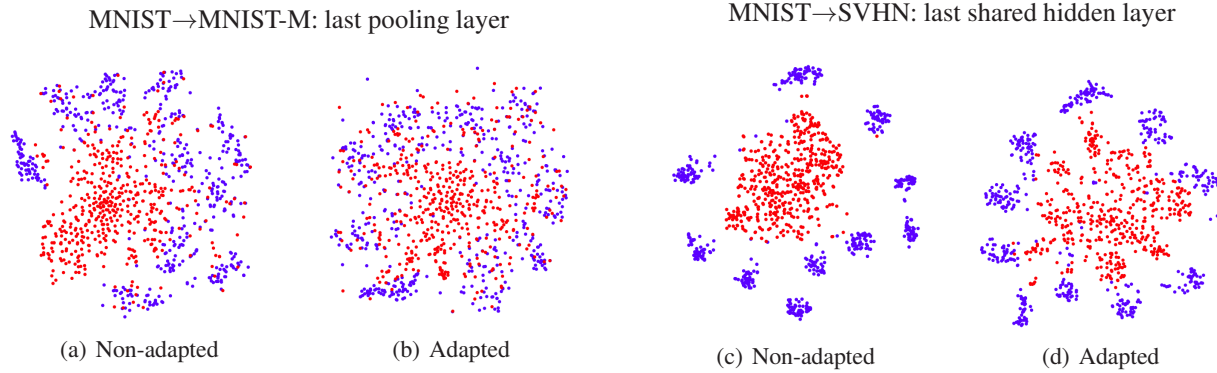 MNIST→MNIST-M: last pooling layer
MNIST→SVHN: last shared hidden layer
(a) Non-adapted
(b) Adapted
(c) Non-adapted
(d) Adapted